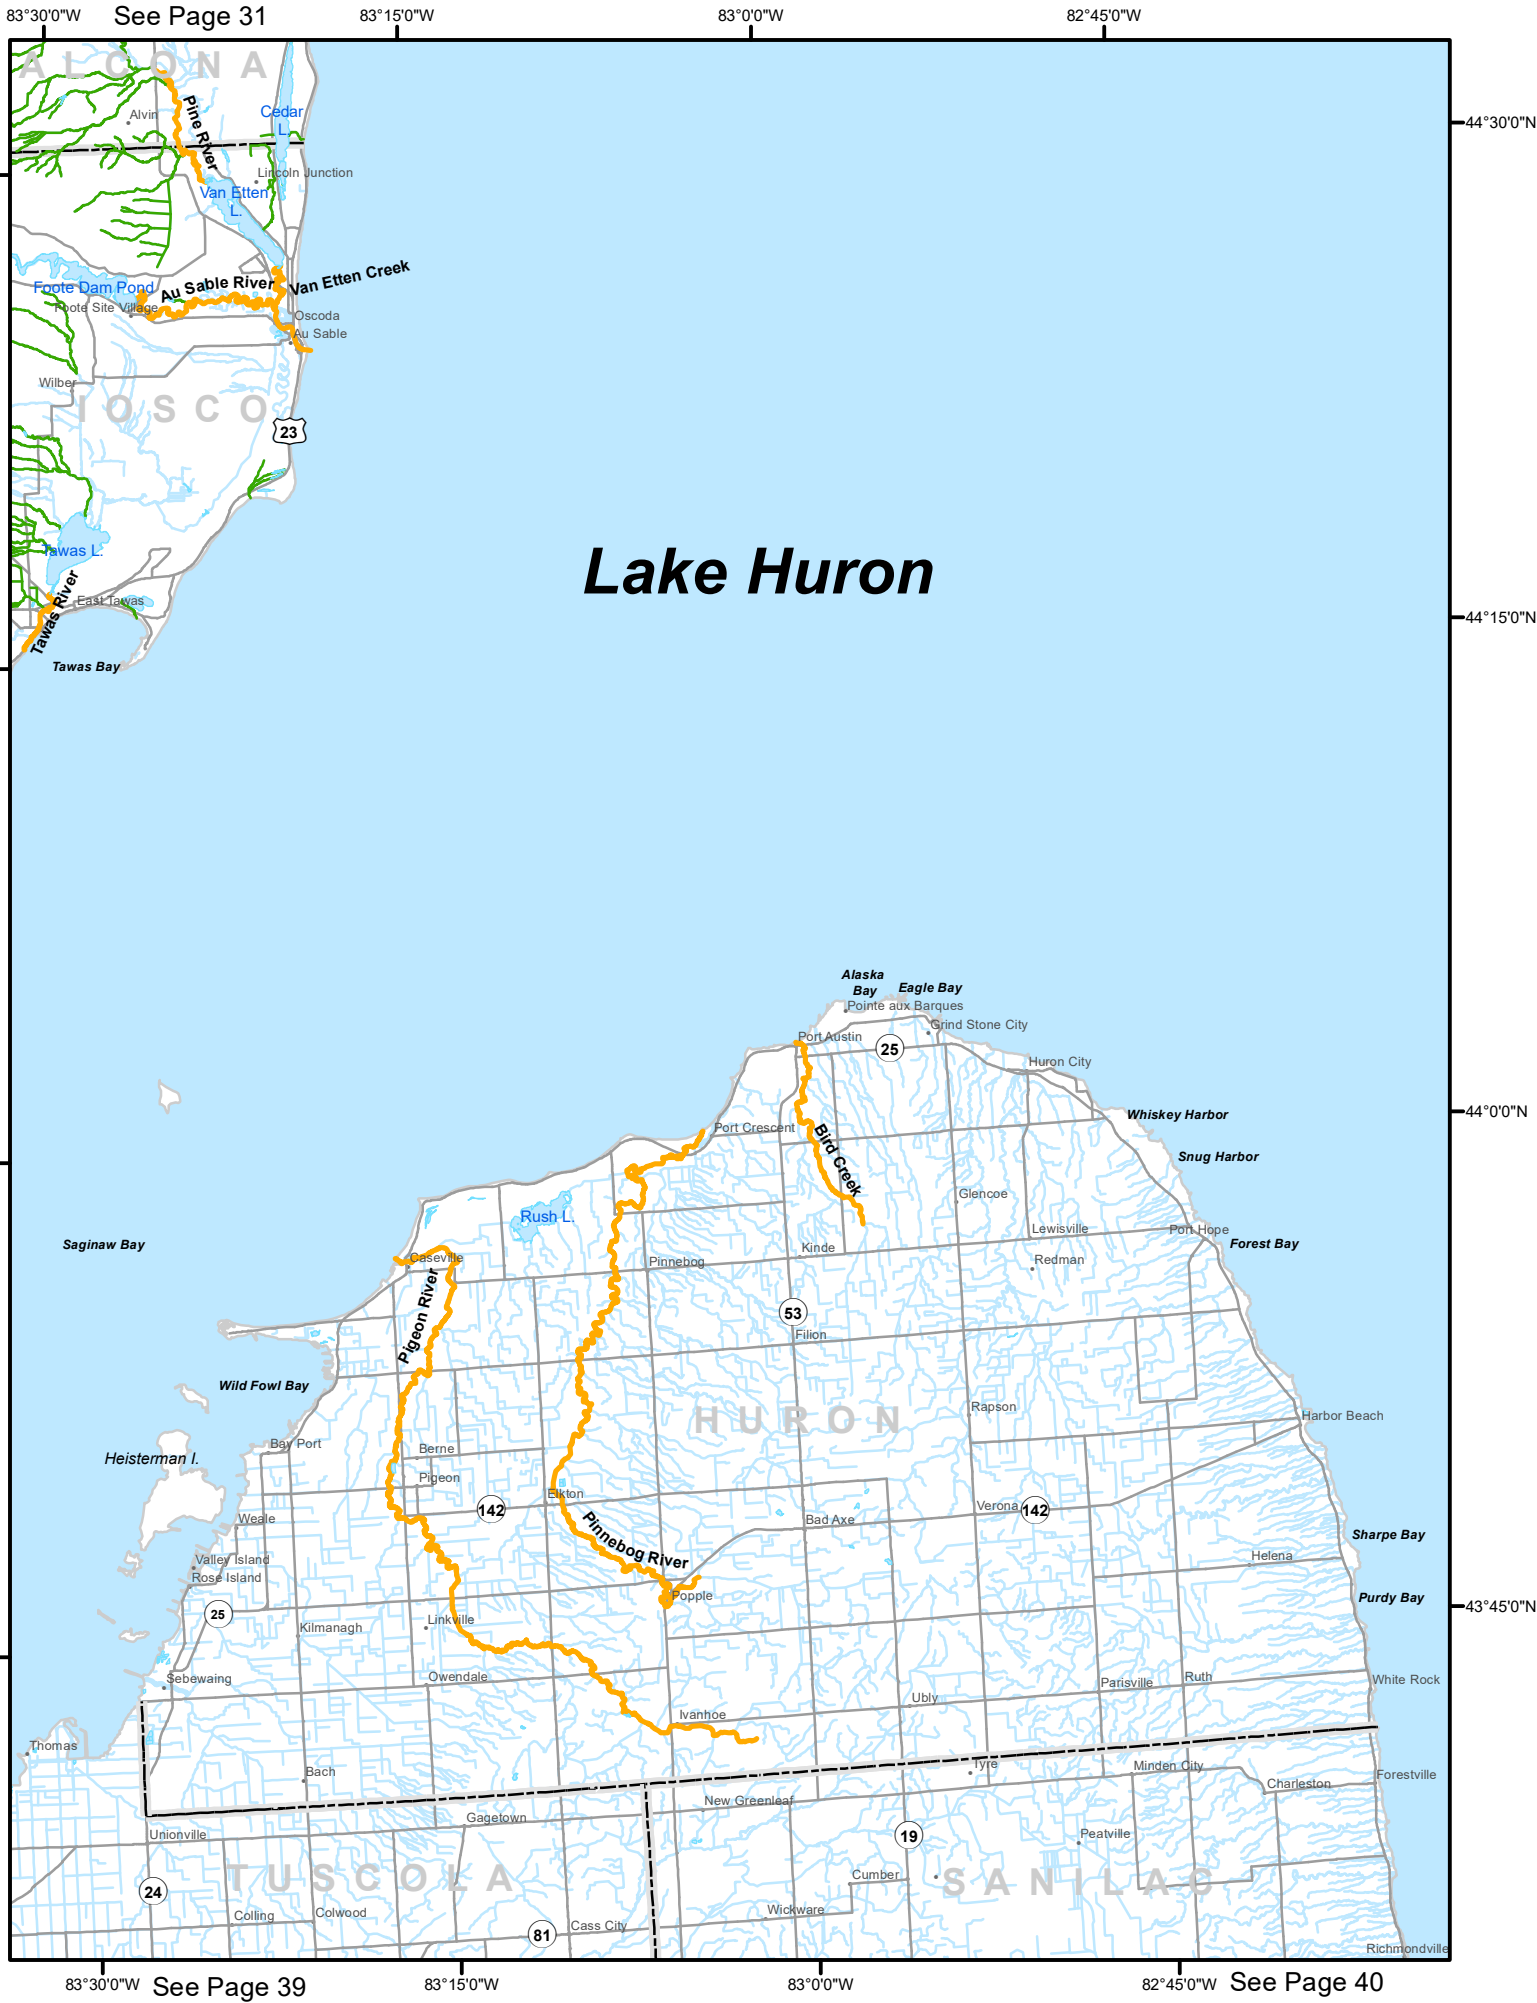 83°30'0"W
See Page 31
83°15'0"W
83°0'0"W
82°45'0"W
ALCONA
Alvin
Pine River
Cedar
L.
44°30'0"N
Lincoln Junction
Van Etten
L.
Foote Dam Pond
Au Sable River
Van Etten Creek
Foote Site Village
Oscoda
Au Sable
Wilber
IOSCO
23
Tawas L.
Lake Huron
Tawas River
East Tawas
44°15'0"N
Tawas Bay
Alaska
Bay
Eagle Bay
Pointe aux Barques
Grind Stone City
Port Austin
25
Huron City
Whiskey Harbor
44°0'0"N
Port Crescent
Bird Creek
Snug Harbor
Glencoe
Rush L.
Lewisville
Port Hope
Saginaw Bay
Forest Bay
Kinde
Caseville
Pinnebog
Redman
Pigeon River
53
Filion
Wild Fowl Bay
Rapson
HURON
Harbor Beach
Bay Port
Berne
Heisterman I.
Pigeon
Elkton
142
Verona
142
Weale
Bad Axe
Pinnebog River
Sharpe Bay
Valley Island
Helena
Rose Island
Popple
Purdy Bay
43°45'0"N
25
Linkville
Kilmanagh
Sebewaing
Owendale
Parisville
Ruth
White Rock
Ubly
Ivanhoe
Thomas
Bach
Tyre
Minden City
Charleston
Forestville
New Greenleaf
Gagetown
Unionville
19
Peatville
TUSCOLA
Cumber
SANILAC
24
Colling
Colwood
Wickware
81
Cass City
Richmondville
83°30'0"W
See Page 39
83°15'0"W
83°0'0"W
82°45'0"W
See Page 40